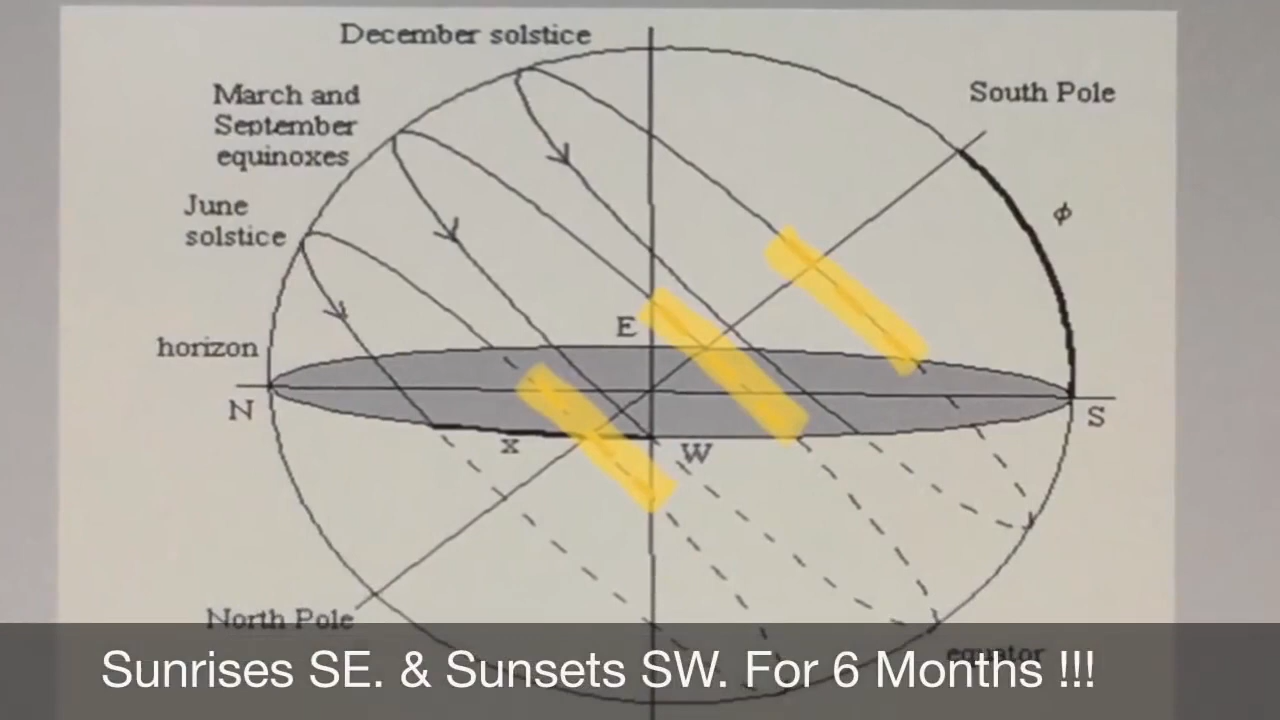 December solstice
March and
September
equinoxes
South Pole
June
solstice
ϕ
E
horizon
N
S
x
W
North Pole
equator
Sunrises SE. & Sunsets SW. For 6 Months !!!